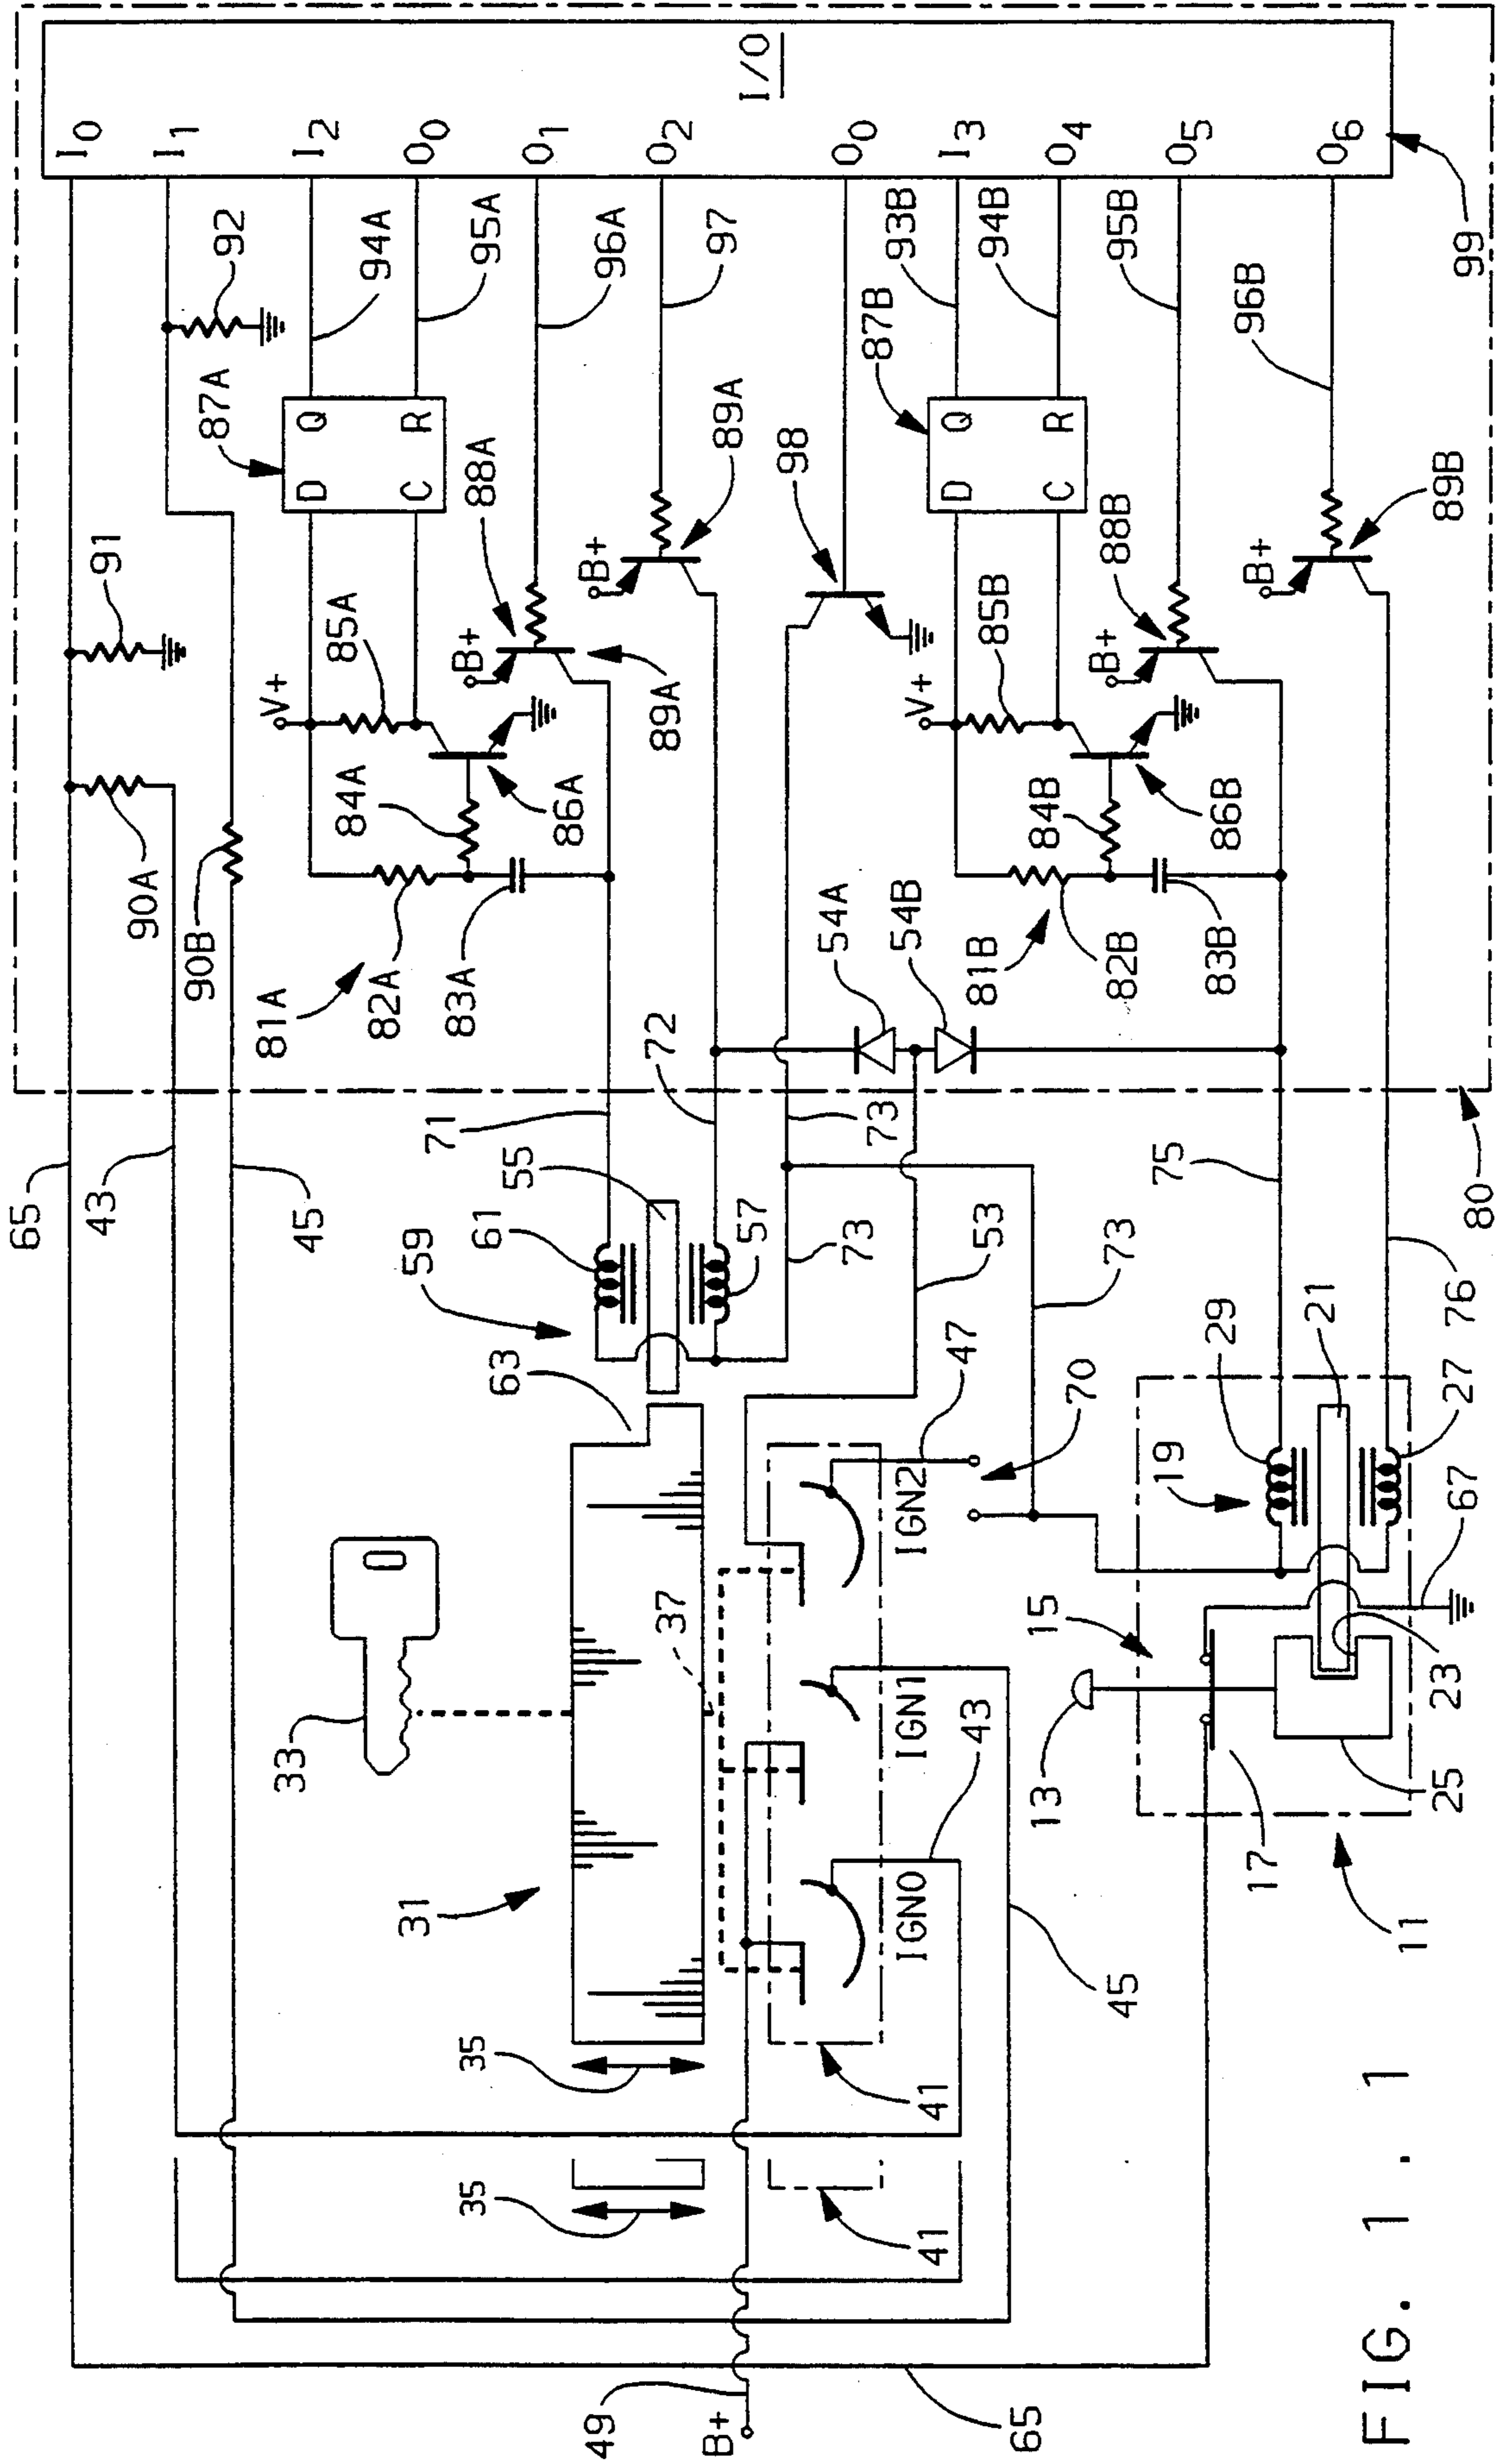 I0
I1
I2
O0
O1
O2
O0
I3
O4
O5
O6
I/O
99
92
87A
D
Q
C
R
94A
95A
96A
97
93B
94B
95B
96B
91
85A
88A
89A
98
87B
D
Q
C
R
85B
88B
89B
V+
B+
B+
89A
V+
B+
B+
90A
90B
84A
86A
84B
86B
81A
82A
83A
54A
54B
81B
82B
83B
65
43
45
71
72
73
75
80
55
61
59
57
73
53
73
76
63
47
70
29
21
19
27
67
33
37
IGN2
IGN1
IGN0
43
15
13
23
25
17
11
31
45
35
41
35
41
49
B+
65
FIG. 1.1.1